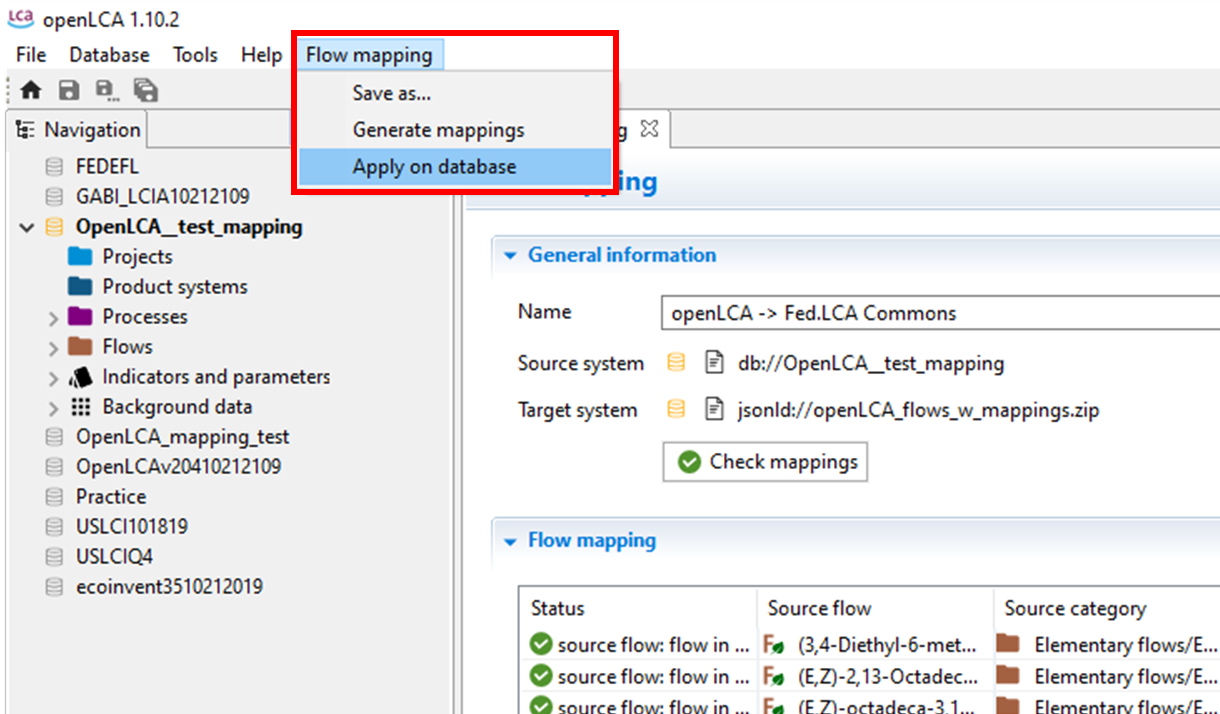 LCA openLCA 1.10.2
File Database Tools Help Flow mapping
Save as...
Generate mappings
Apply on database
Navigation
FEDEFL
GABI_LCIA10212109
OpenLCA__test_mapping
Projects
Product systems
Processes
Flows
Indicators and parameters
Background data
OpenLCA_mapping_test
OpenLCAv20410212109
Practice
USLCI101819
USLCIQ4
ecoinvent3510212019
General information
Name openLCA -> Fed.LCA Commons
Source system db://OpenLCA__test_mapping
Target system jsonld://openLCA_flows_w_mappings.zip
Check mappings
Flow mapping
Status Source flow Source category
source flow: flow in ... (3,4-Diethyl-6-met... Elementary flows/E...
source flow: flow in ... (E,Z)-2,13-Octadec... Elementary flows/E...
source flow: flow in ... (E,Z)-octadeca-3,1... Elementary flows/E...